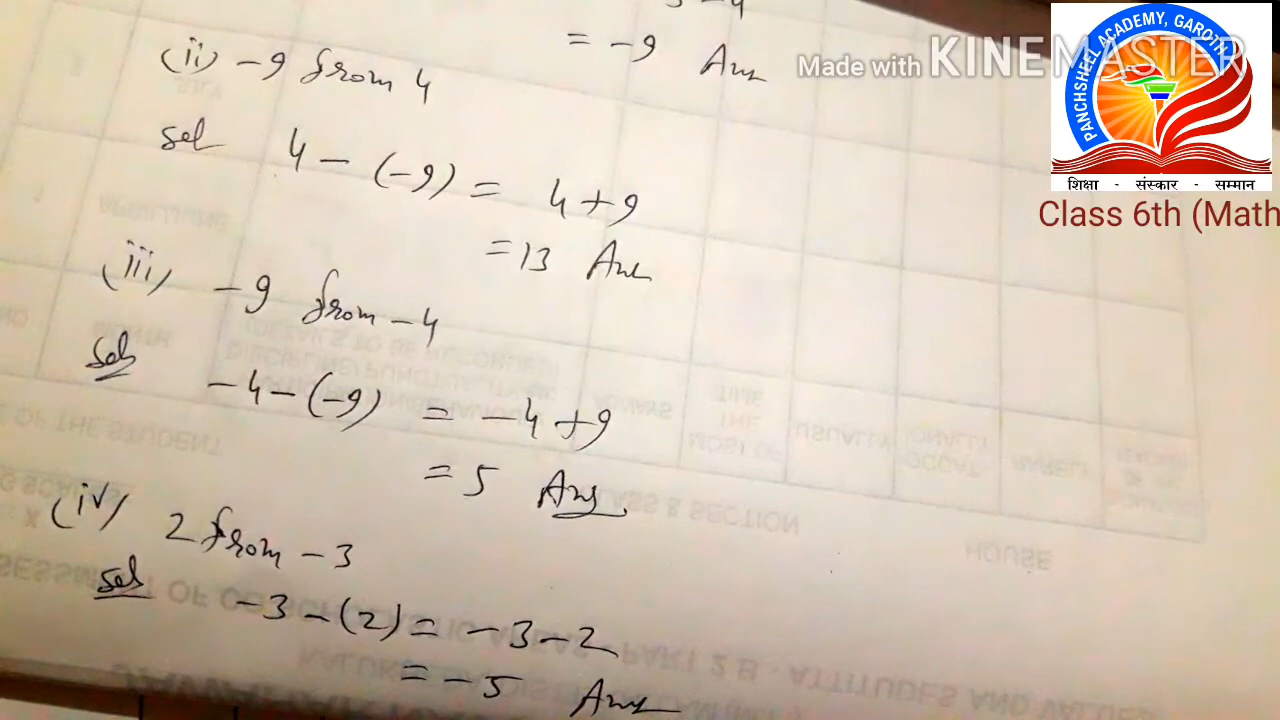 = -9 Ans
(ii) -9 from 4
Sol 4 - (-9) = 4 + 9
= 13 Ans
(iii) -9 from -4
Sol -4 - (-9) = -4 + 9
= 5 Ans
(iv) 2 from -3
Sol -3 - (2) = -3 - 2
= -5 Ans
Made with KINEMASTER
PANCHSHEEL ACADEMY, GAROTH
शिक्षा - संस्कार - सम्मान
Class 6th (Math